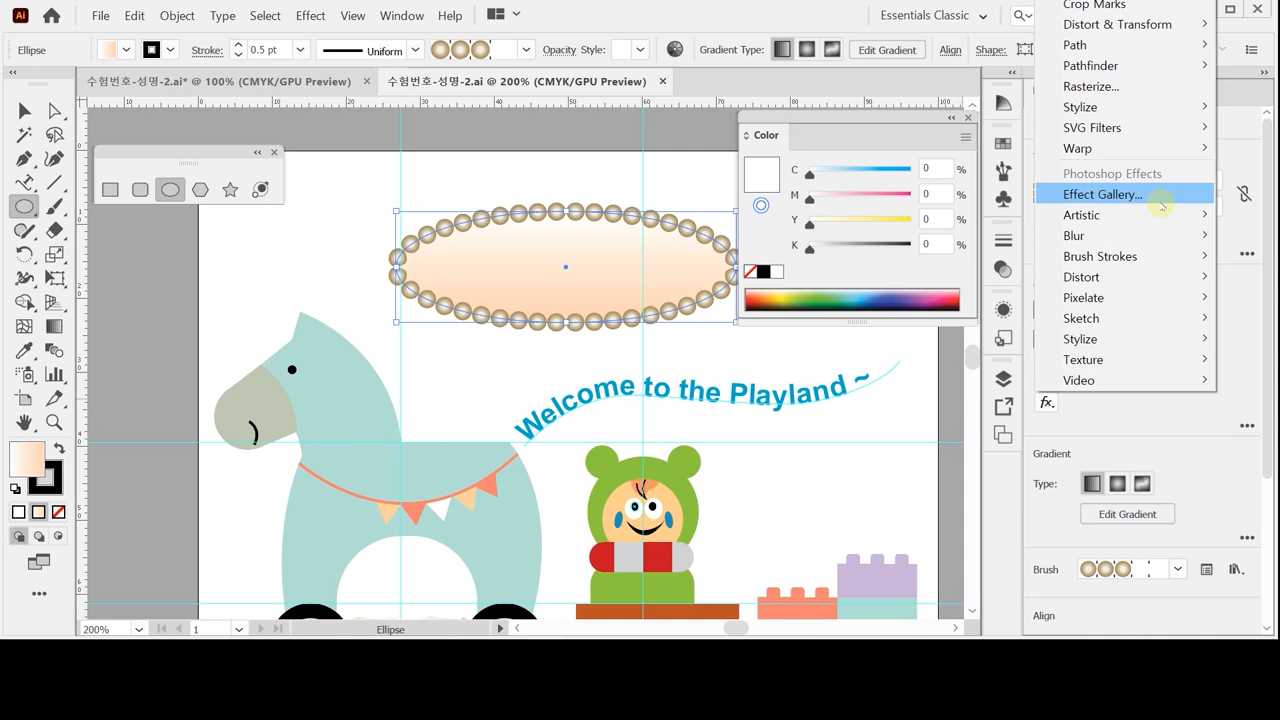 Ai File Edit Object Type Select Effect View Window Help Essentials Classic
Crop Marks
Distort & Transform
Ellipse Stroke: 0.5 pt Uniform Opacity Style: Gradient Type: Edit Gradient Align Shape:
Path
Pathfinder
Rasterize...
수험번호-성명-2.ai* @ 100% (CMYK/GPU Preview) 수험번호-성명-2.ai @ 200% (CMYK/GPU Preview)
Stylize
SVG Filters
Warp
Color
C 0 %
M 0 %
Y 0 %
K 0 %
Photoshop Effects
Effect Gallery...
Artistic
Blur
Brush Strokes
Distort
Pixelate
Sketch
Stylize
Texture
Video
Welcome to the Playland ~
fx.
Gradient
Type:
Edit Gradient
Brush
Align
200% 1 Ellipse